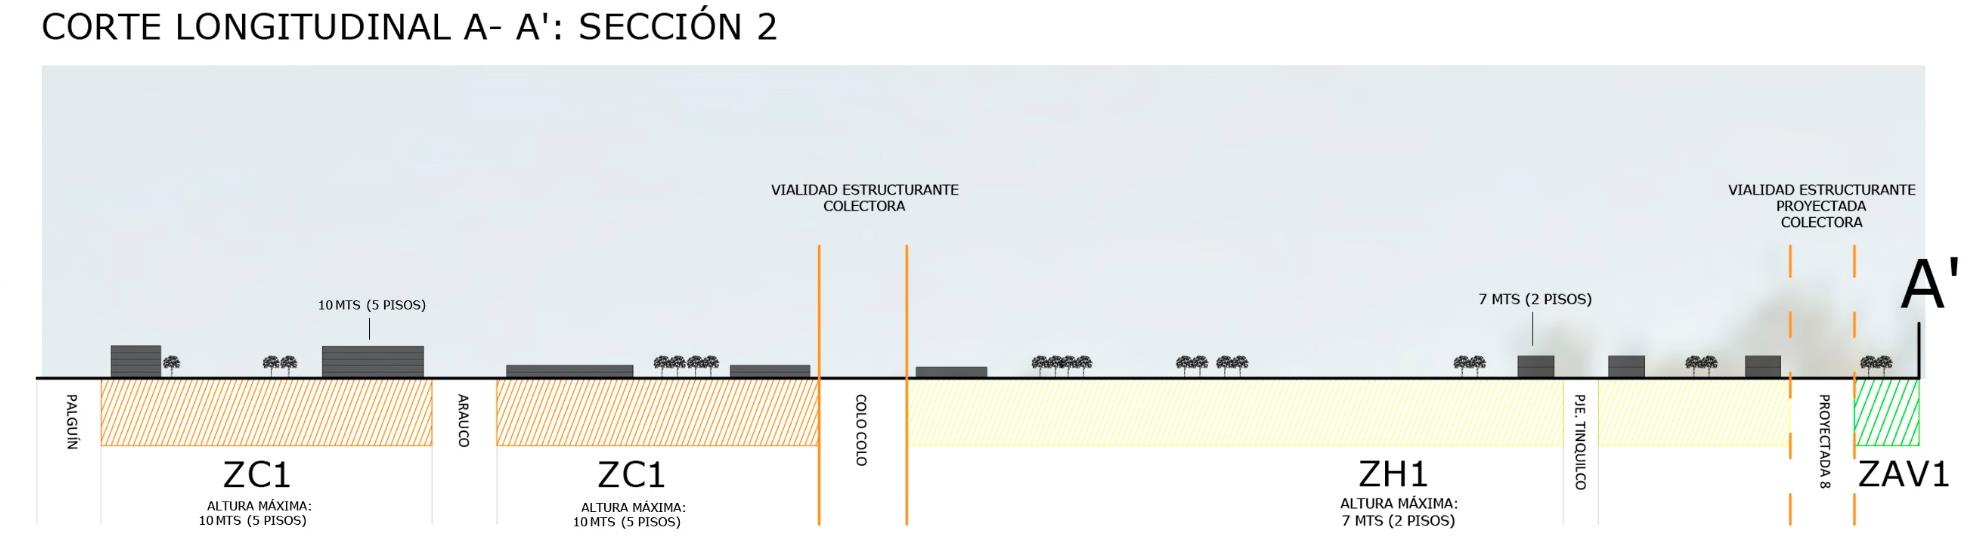 CORTE LONGITUDINAL A- A': SECCIÓN 2
VIALIDAD ESTRUCTURANTE
COLECTORA
VIALIDAD ESTRUCTURANTE
PROYECTADA
COLECTORA
A'
10 MTS (5 PISOS)
7 MTS (2 PISOS)
PALGUÍN
ARAUCO
COLO COLO
PJE. TINQUILCO
PROYECTADA 8
ZC1
ALTURA MÁXIMA:
10 MTS (5 PISOS)
ZC1
ALTURA MÁXIMA:
10 MTS (5 PISOS)
ZH1
ALTURA MÁXIMA:
7 MTS (2 PISOS)
ZAV1